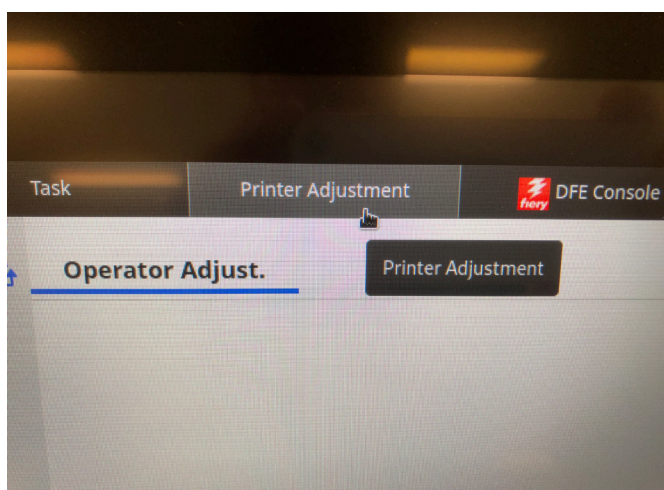 Task
Printer Adjustment
fiery
DFE Console
Operator Adjust.
Printer Adjustment